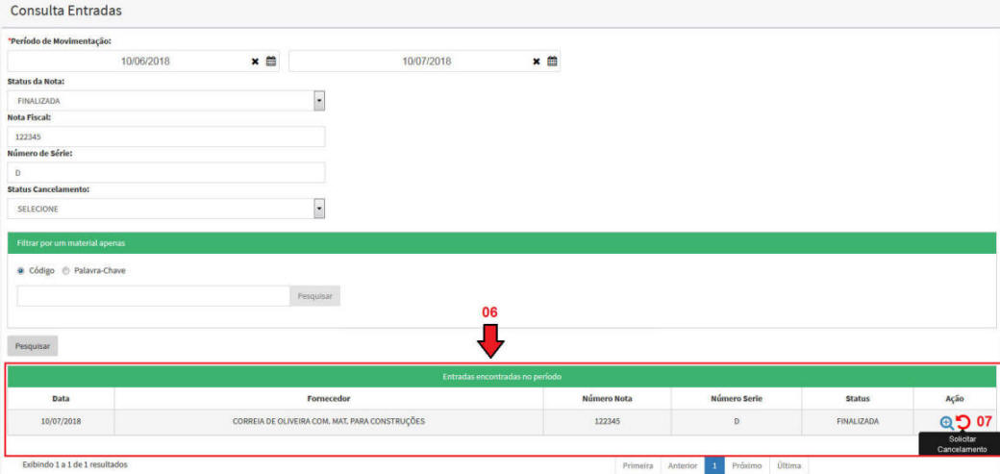 Consulta Entradas
*Período de Movimentação:
10/06/2018 10/07/2018
Status da Nota:
FINALIZADA
Nota Fiscal:
122345
Número de Série:
D
Status Cancelamento:
SELECIONE
Filtrar por um material apenas
Código Palavra-Chave
Pesquisar
06
Pesquisar
Entradas encontradas no período
Data Fornecedor Número Nota Número Serie Status Ação
10/07/2018 CORREIA DE OLIVEIRA COM. MAT. PARA CONSTRUÇÕES 122345 D FINALIZADA 07
Solicitar
Cancelamento
Exibindo 1 a 1 de 1 resultados Primeira Anterior 1 Próximo Última